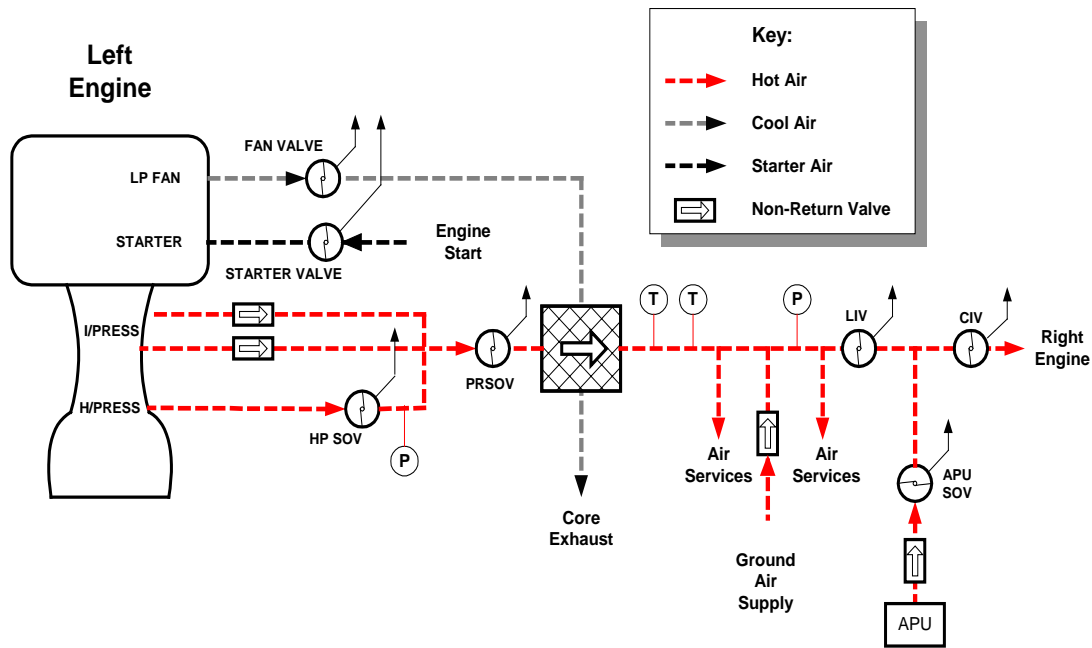 Left
Engine
Key:
Hot Air
Cool Air
Starter Air
Non-Return Valve
FAN VALVE
LP FAN
STARTER
STARTER VALVE
Engine
Start
I/PRESS
H/PRESS
HP SOV
P
PRSOV
T
T
P
LIV
CIV
Right
Engine
Air
Services
Air
Services
APU
SOV
Core
Exhaust
Ground
Air
Supply
APU